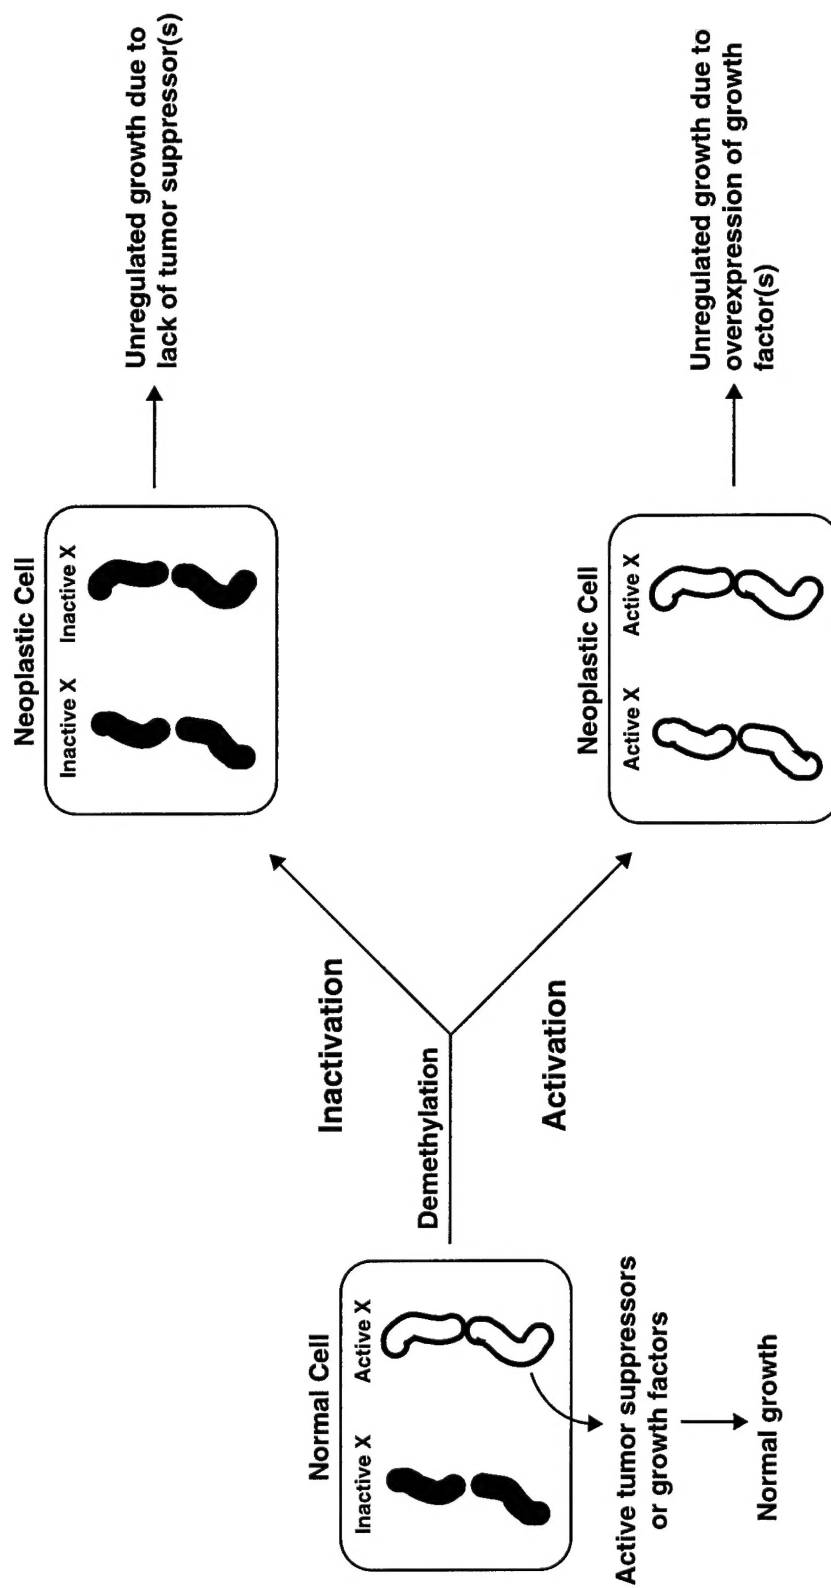 Normal Cell
Inactive X
Active X
Active tumor suppressors
or growth factors
Normal growth
Demethylation
Inactivation
Activation
Neoplastic Cell
Inactive X
Inactive X
Unregulated growth due to
lack of tumor suppressor(s)
Neoplastic Cell
Active X
Active X
Unregulated growth due to
overexpression of growth
factor(s)